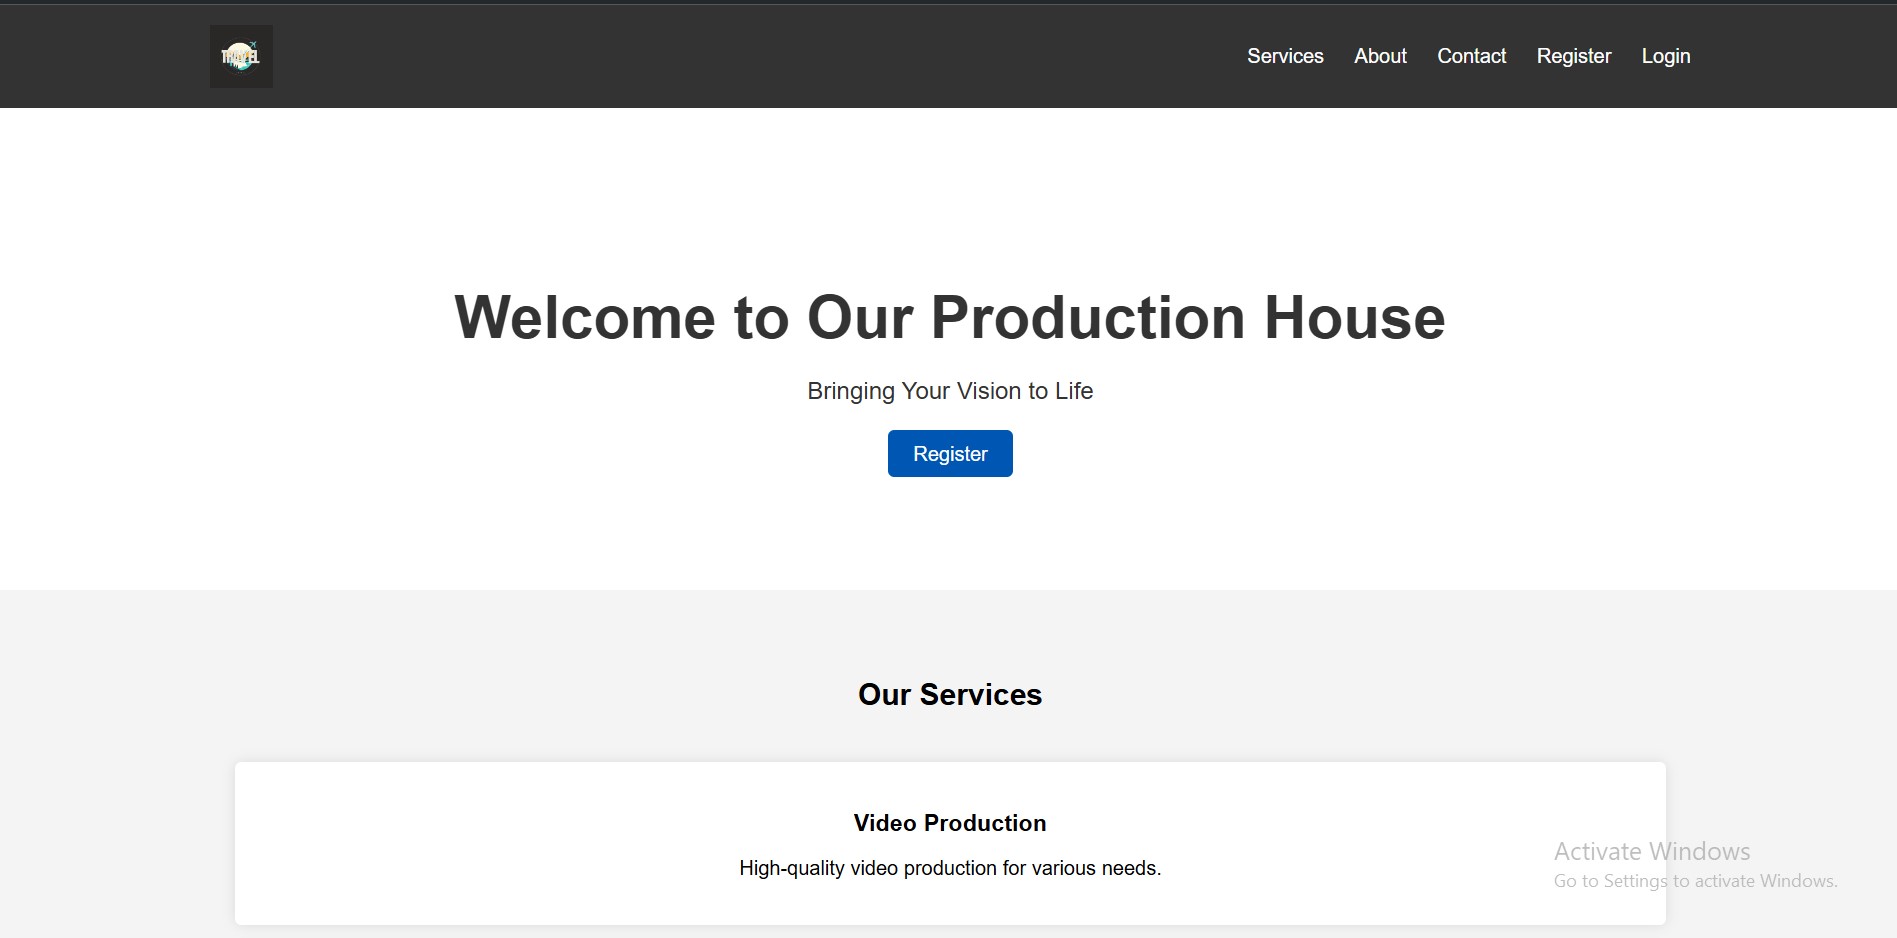 TRAVEL
Services About Contact Register Login
Welcome to Our Production House
Bringing Your Vision to Life
Register
Our Services
Video Production
High-quality video production for various needs.
Activate Windows
Go to Settings to activate Windows.